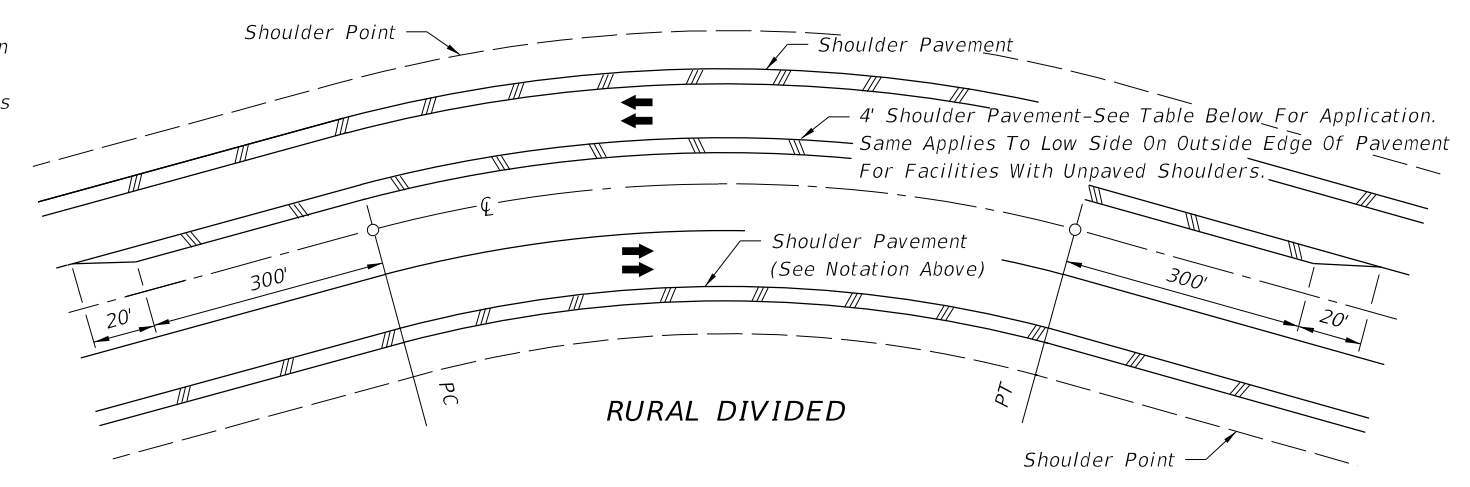 n
s
Shoulder Point
Shoulder Pavement
4' Shoulder Pavement-See Table Below For Application.
Same Applies To Low Side On Outside Edge Of Pavement
For Facilities With Unpaved Shoulders.
℄
Shoulder Pavement
(See Notation Above)
300'
20'
300'
20'
PC
PT
RURAL DIVIDED
Shoulder Point